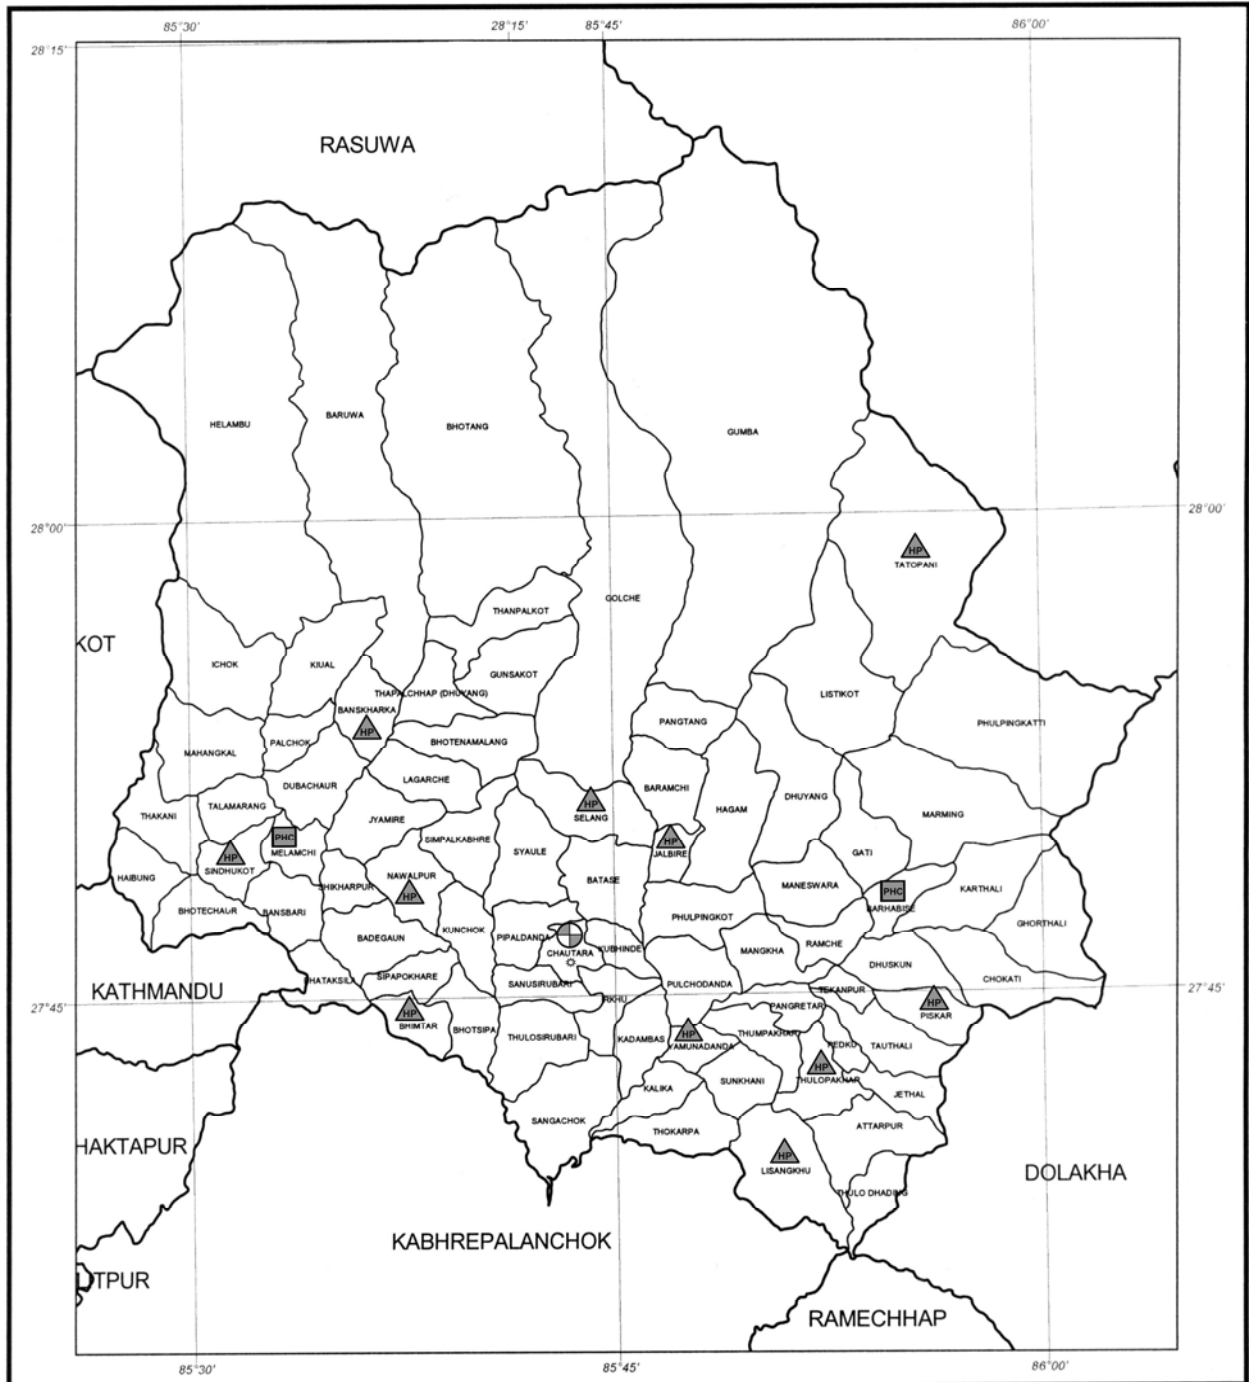 85°30'
28°15'
85°45'
86°00'
28°15'
RASUWA
HELAMBU
BARUWA
BHOTANG
GUMBA
28°00'
28°00'
HP
TATOPANI
GOLCHE
THANPALKOT
KOT
ICHOK
KIUAL
GUNSAKOT
THAPALCHHAP (DHUYANG)
LISTIKOT
BANSKHARKA
HP
PANGTANG
PHULPINGKATTI
MAHANGKAL
PALCHOK
BHOTENAMALANG
LAGARCHE
DUBACHAUR
BARAMCHI
DHUYANG
TALAMARANG
HP
SELANG
HAGAM
THAKANI
JYAMIRE
MARMING
PHC
MELAMCHI
SIMPALKABHRE
SYAULE
HP
JALBIRE
GATI
HP
SINDHUKOT
HAIBUNG
SHIKHARPUR
NAWALPUR
HP
BATASE
MANESWARA
PHC
BARHABISE
KARTHALI
BHOTECHAUR
BANSBARI
PHULPINGKOT
GHORTHALI
BADEGAUN
KUNCHOK
PIPALDANDA
CHAUTARA
KUBHINDE
MANGKHA
RAMCHE
DHUSKUN
CHOKATI
HATAKSILA
SIPAPOKHARE
SANUSIRUBARI
PULCHODANDA
TEKANPUR
KATHMANDU
27°45'
27°45'
HP
BHIMTAR
RKHU
PANGRETAR
HP
PISKAR
BHOTSIPA
THULOSIRUBARI
KADAMBAS
HP
YAMUNADANDA
THUMPAKHAR
PEDKU
TAUTHALI
HP
THULOPAKHAR
KALIKA
SUNKHANI
JETHAL
SANGACHOK
THOKARPA
ATTARPUR
HAKTAPUR
HP
LISANGKHU
DOLAKHA
THULO DHADING
KABHREPALANCHOK
UTPUR
RAMECHHAP
85°30'
85°45'
86°00'